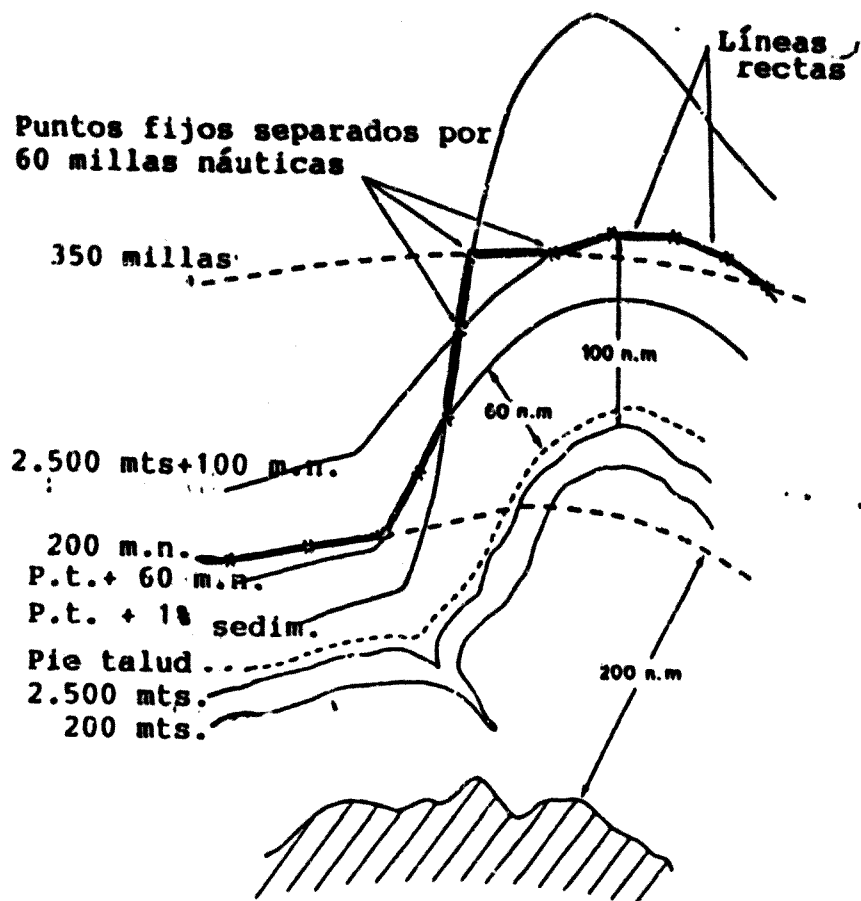 Líneas
rectas
Puntos fijos separados por
60 millas náuticas
350 millas
100 n.m
60 n.m
2.500 mts+100 m.n.
200 m.n.
P.t.+ 60 m.n.
P.t. + 1% sedim.
Pie talud
200 n.m
2.500 mts.
200 mts.